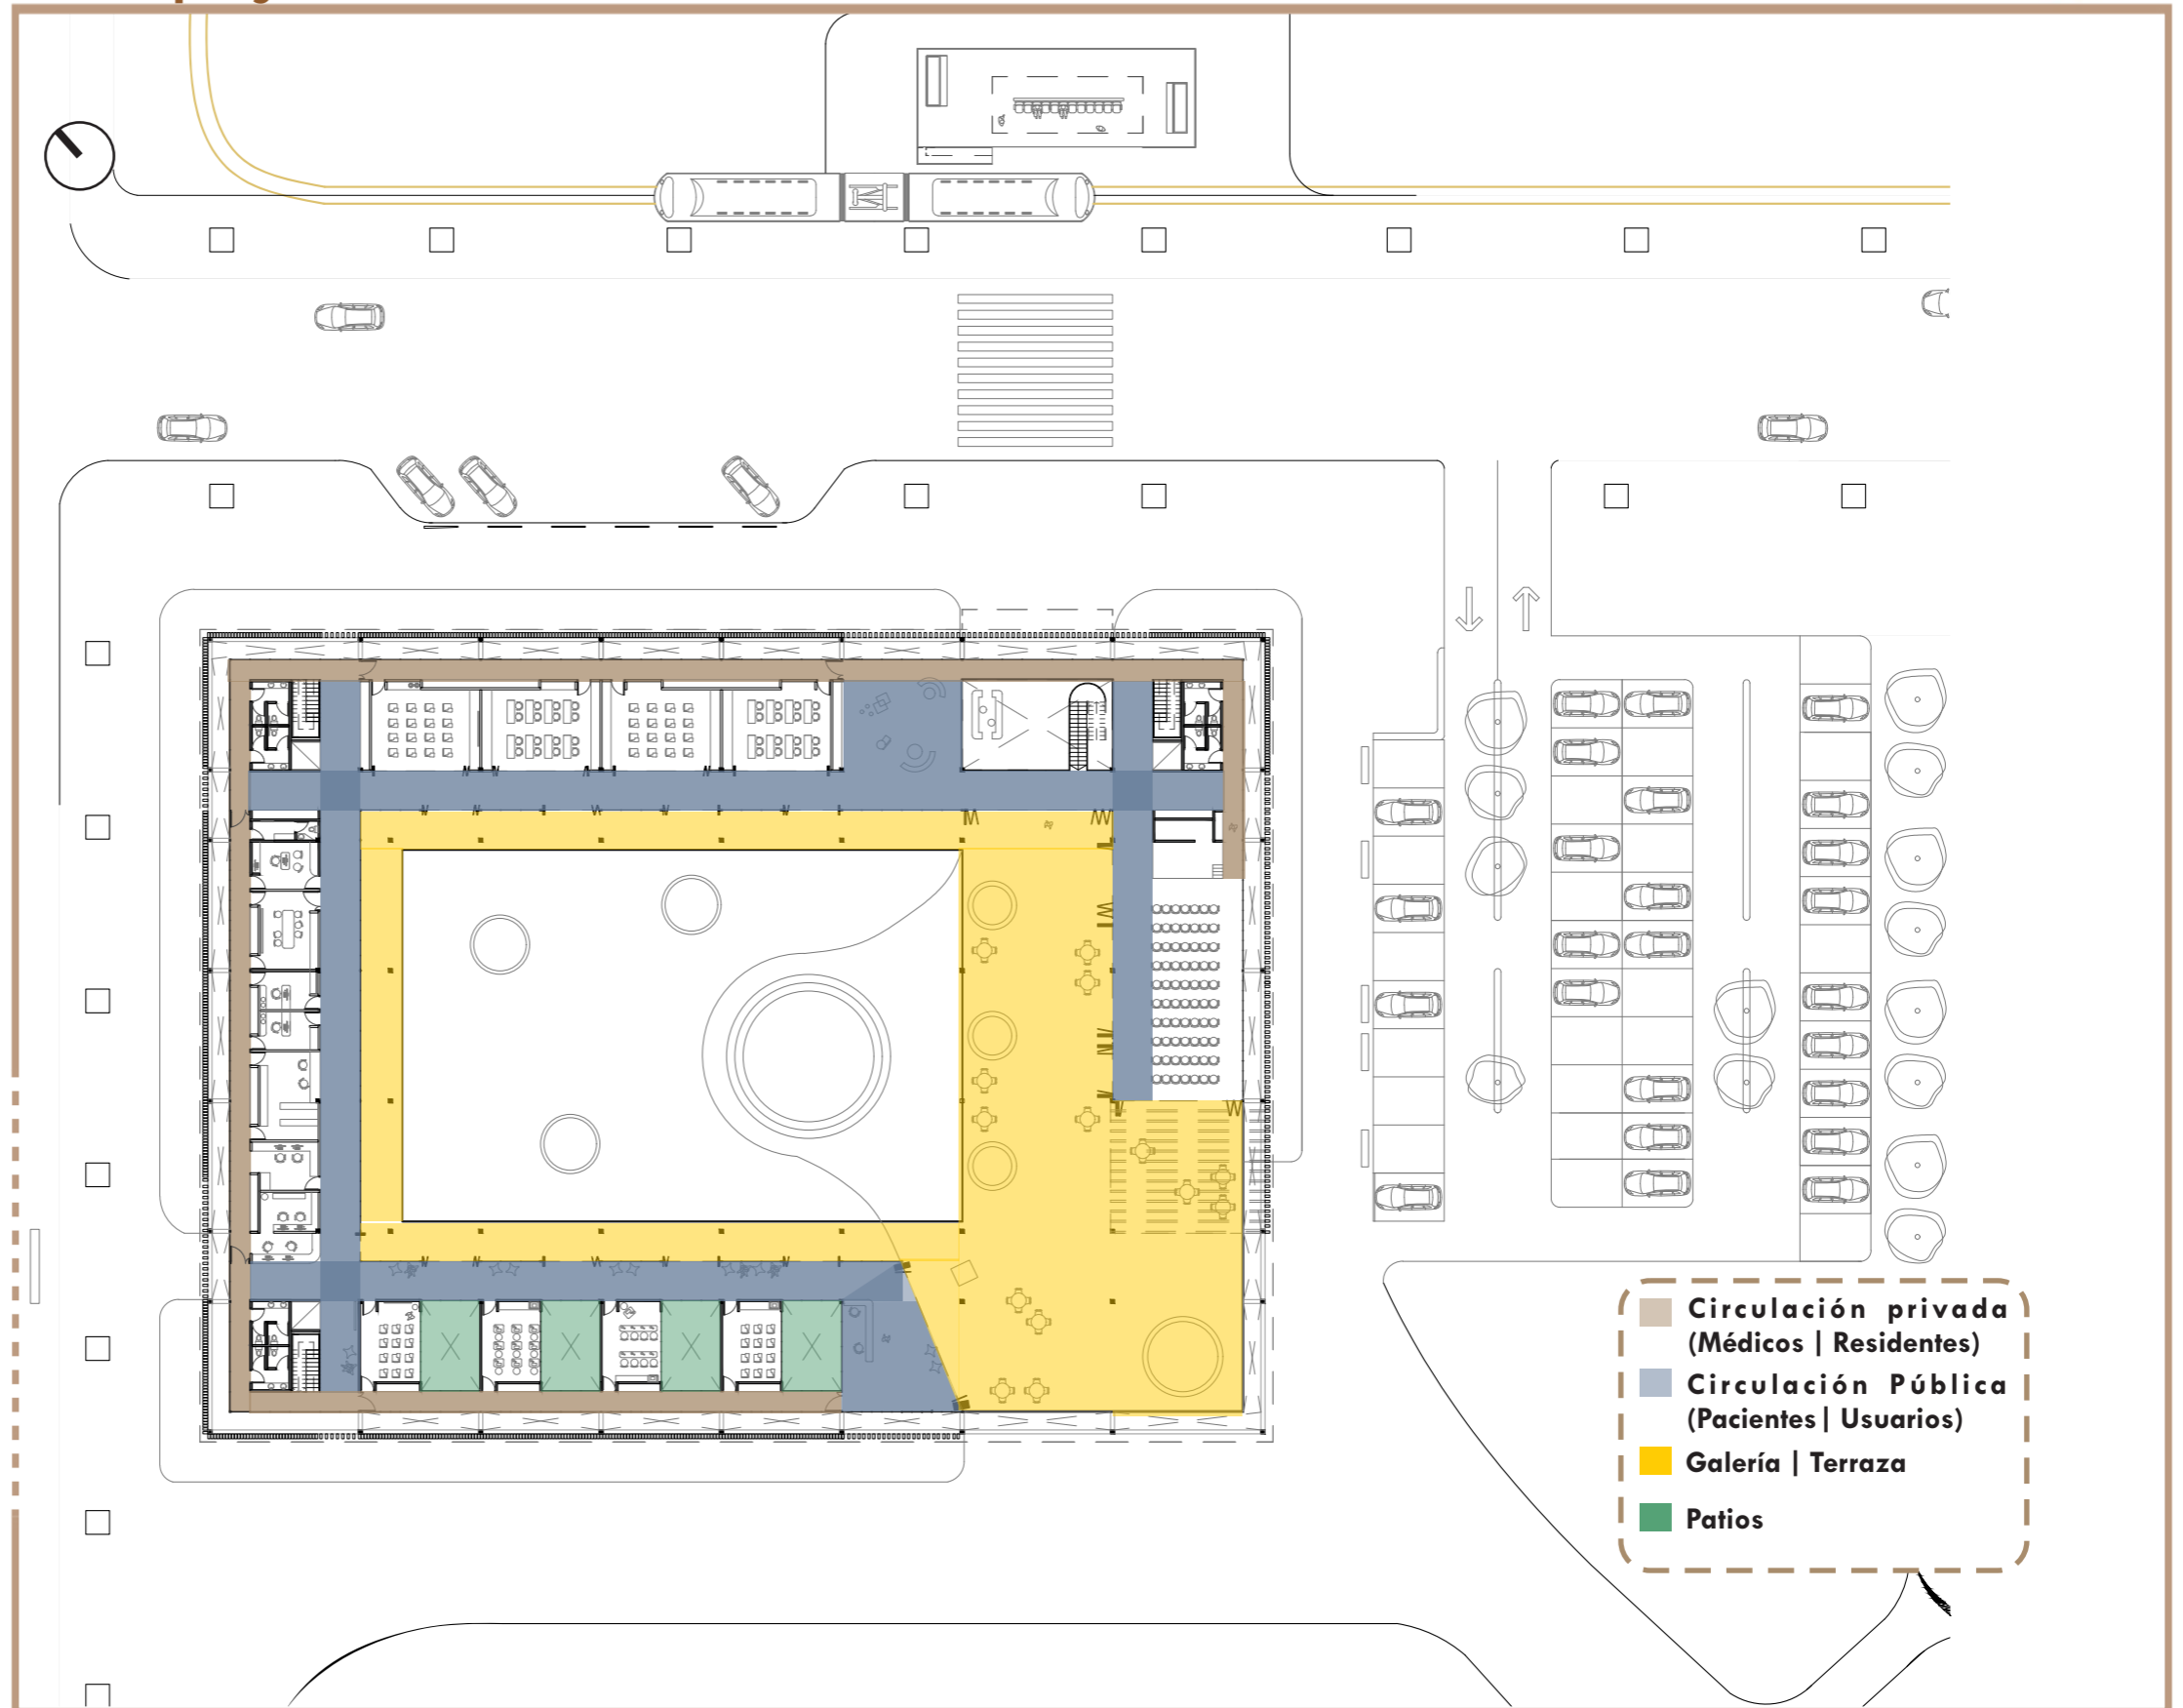 Circulación privada
(Médicos | Residentes)
Circulación Pública
(Pacientes | Usuarios)
Galería | Terraza
Patios